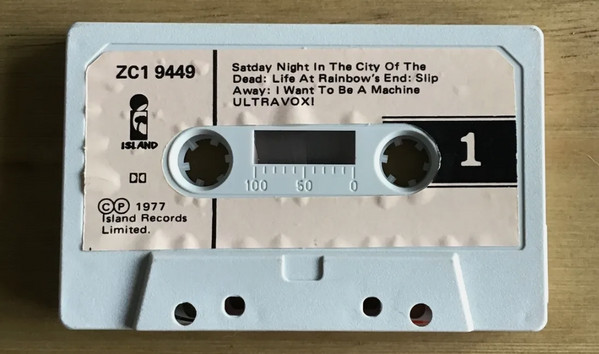 ZC1 9449
ISLAND
© ℗ 1977
Island Records
Limited.
Satday Night In The City Of The
Dead: Life At Rainbow's End: Slip
Away: I Want To Be A Machine
ULTRAVOX!
1
100 50 0